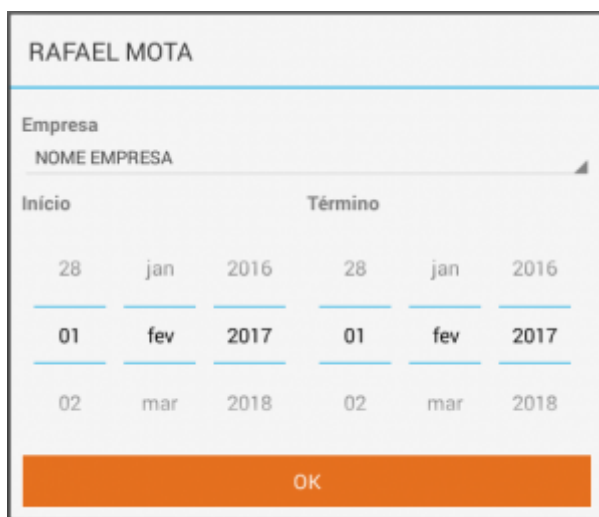 RAFAEL MOTA
Empresa
NOME EMPRESA
Início Término
28 jan 2016 28 jan 2016
01 fev 2017 01 fev 2017
02 mar 2018 02 mar 2018
OK